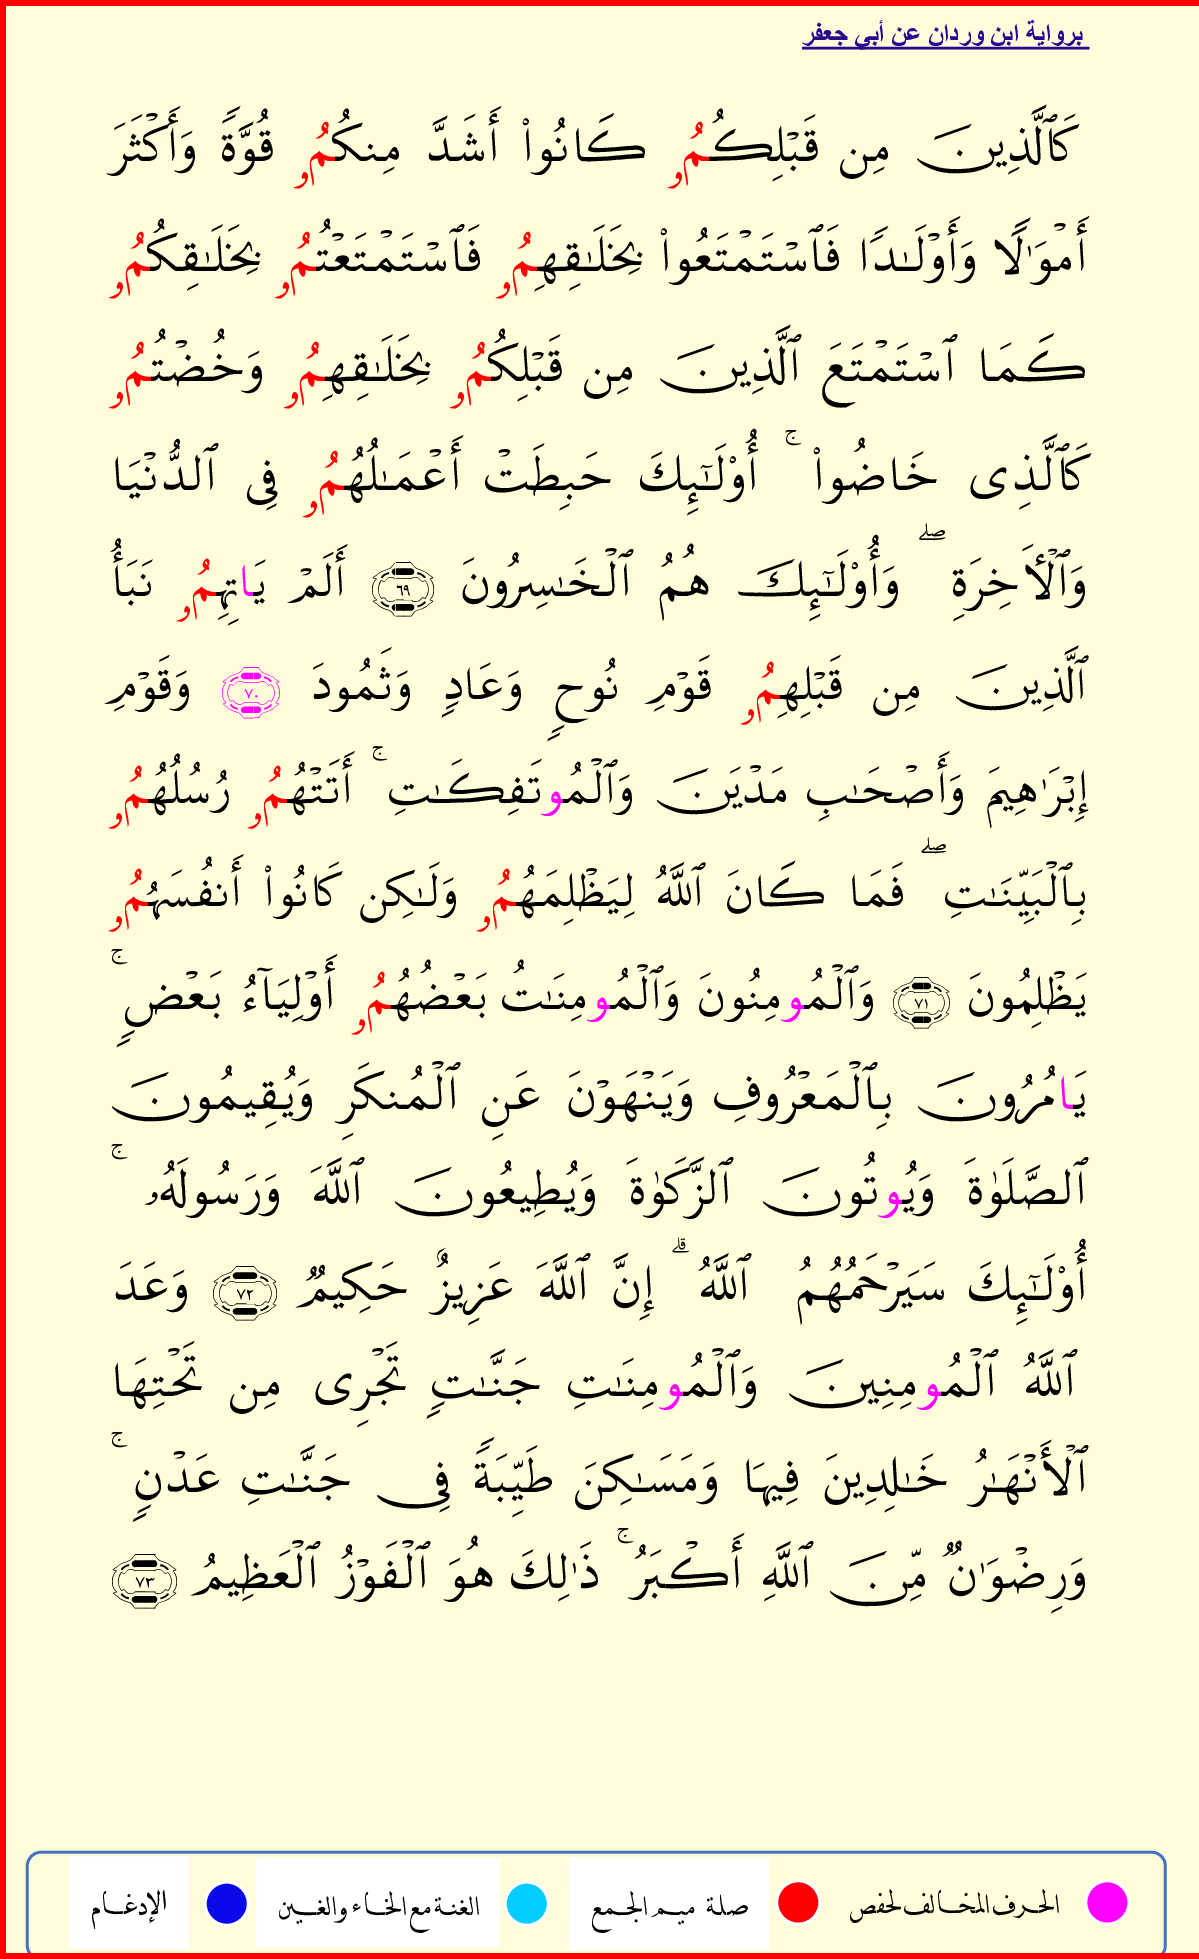 برواية ابن وردان عن أبي جعفر
كَٱلَّذِينَ مِن قَبْلِكُمُۥ كَانُوا۟ أَشَدَّ مِنكُمُۥ قُوَّةً وَأَكْثَرَ
أَمْوَٰلًا وَأَوْلَـٰدًا فَٱسْتَمْتَعُوا۟ بِخَلَـٰقِهِمُۥ فَٱسْتَمْتَعْتُمُۥ بِخَلَـٰقِكُمُۥ
كَمَا ٱسْتَمْتَعَ ٱلَّذِينَ مِن قَبْلِكُمُۥ بِخَلَـٰقِهِمُۥ وَخُضْتُمُۥ
كَٱلَّذِى خَاضُوا۟ ۚ أُو۟لَـٰٓئِكَ حَبِطَتْ أَعْمَـٰلُهُمُۥ فِى ٱلدُّنْيَا
وَٱلْأَخِرَةِ ۖ وَأُو۟لَـٰٓئِكَ هُمُ ٱلْخَـٰسِرُونَ ٦٩ أَلَمْ يَاتِهِمُۥ نَبَأُ
ٱلَّذِينَ مِن قَبْلِهِمُۥ قَوْمِ نُوحٍ وَعَادٍ وَثَمُودَ ٧٠ وَقَوْمِ
إِبْرَٰهِيمَ وَأَصْحَـٰبِ مَدْيَنَ وَٱلْمُوتَفِكَـٰتِ ۚ أَتَتْهُمُۥ رُسُلُهُمُۥ
بِٱلْبَيِّنَـٰتِ ۖ فَمَا كَانَ ٱللَّهُ لِيَظْلِمَهُمُۥ وَلَـٰكِن كَانُوا۟ أَنفُسَهُمُۥ
يَظْلِمُونَ ٧١ وَٱلْمُومِنُونَ وَٱلْمُومِنَـٰتُ بَعْضُهُمُۥ أَوْلِيَآءُ بَعْضٍ ۚ
يَامُرُونَ بِٱلْمَعْرُوفِ وَيَنْهَوْنَ عَنِ ٱلْمُنكَرِ وَيُقِيمُونَ
ٱلصَّلَوٰةَ وَيُوتُونَ ٱلزَّكَوٰةَ وَيُطِيعُونَ ٱللَّهَ وَرَسُولَهُۥ ۚ
أُو۟لَـٰٓئِكَ سَيَرْحَمُهُمُ ٱللَّهُ ۗ إِنَّ ٱللَّهَ عَزِيزٌ حَكِيمٌ ٧٢ وَعَدَ
ٱللَّهُ ٱلْمُومِنِينَ وَٱلْمُومِنَـٰتِ جَنَّـٰتٍ تَجْرِى مِن تَحْتِهَا
ٱلْأَنْهَـٰرُ خَـٰلِدِينَ فِيهَا وَمَسَـٰكِنَ طَيِّبَةً فِى جَنَّـٰتِ عَدْنٍ ۚ
وَرِضْوَٰنٌ مِّنَ ٱللَّهِ أَكْبَرُ ۚ ذَٰلِكَ هُوَ ٱلْفَوْزُ ٱلْعَظِيمُ ٧٣
الحرف المخالف لحفص صلة ميم الجمع الغنة مع الخاء والغين الإدغام